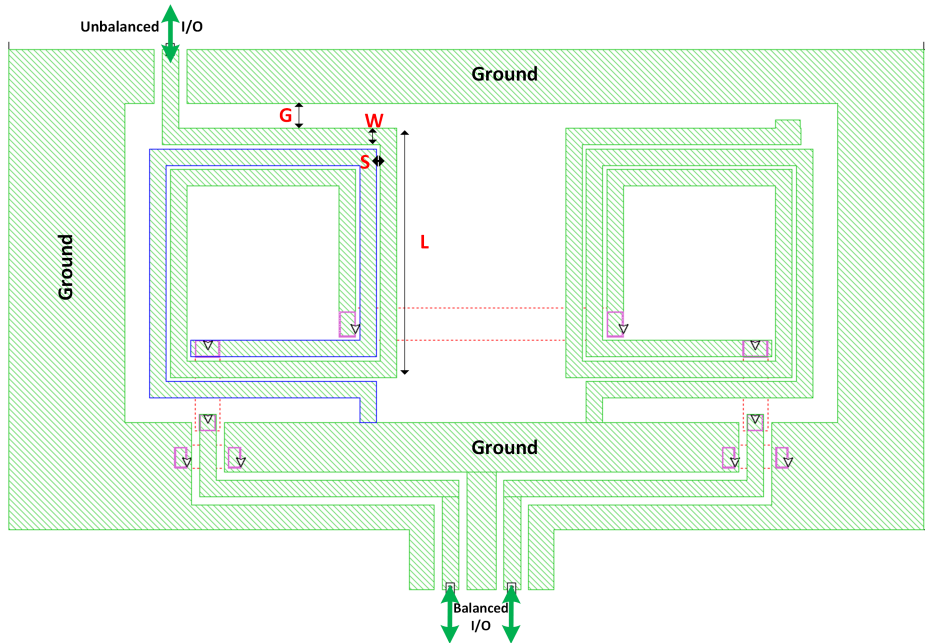 Unbalanced I/O
Ground
G
W
S
Ground
L
Ground
Balanced
I/O